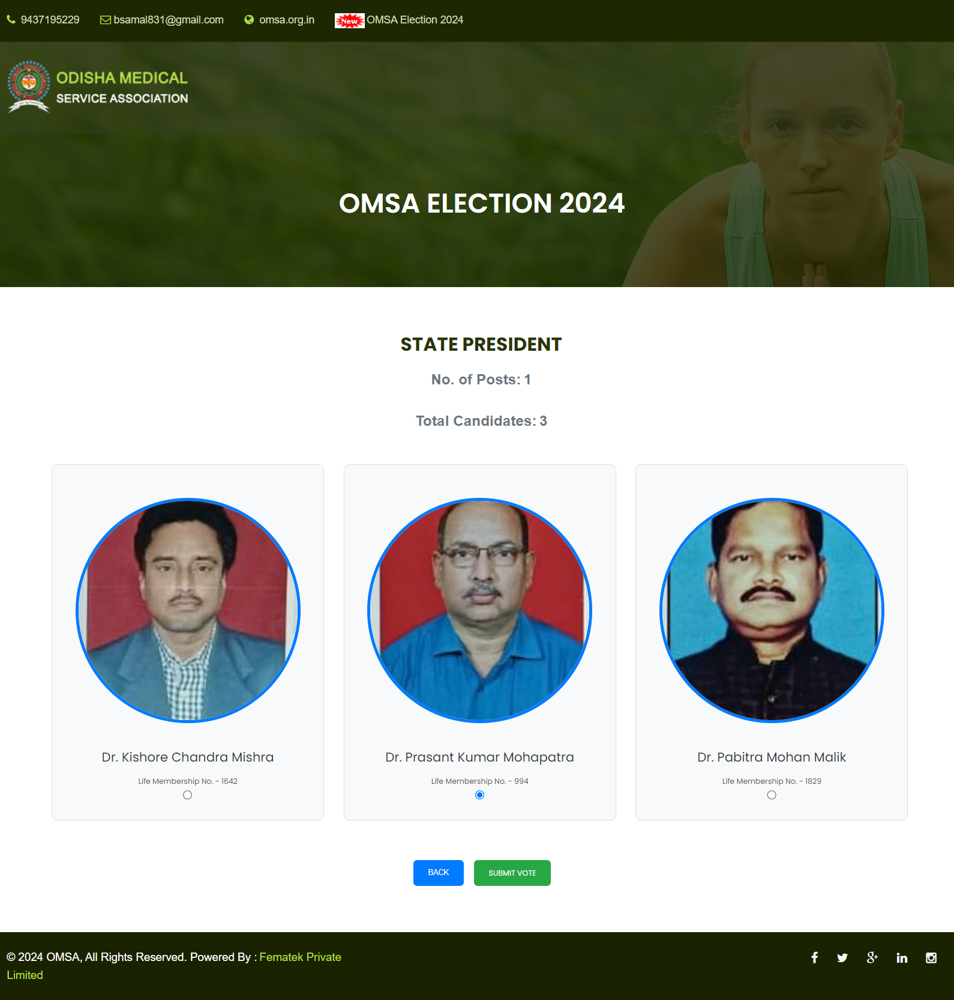 9437195229 bsamal831@gmail.com omsa.org.in New OMSA Election 2024
ODISHA MEDICAL
SERVICE ASSOCIATION
OMSA ELECTION 2024
STATE PRESIDENT
No. of Posts: 1
Total Candidates: 3
Dr. Kishore Chandra Mishra
Life Membership No. - 1642
Dr. Prasant Kumar Mohapatra
Life Membership No. - 994
Dr. Pabitra Mohan Malik
Life Membership No. - 1829
BACK SUBMIT VOTE
© 2024 OMSA, All Rights Reserved. Powered By : Fematek Private
Limited